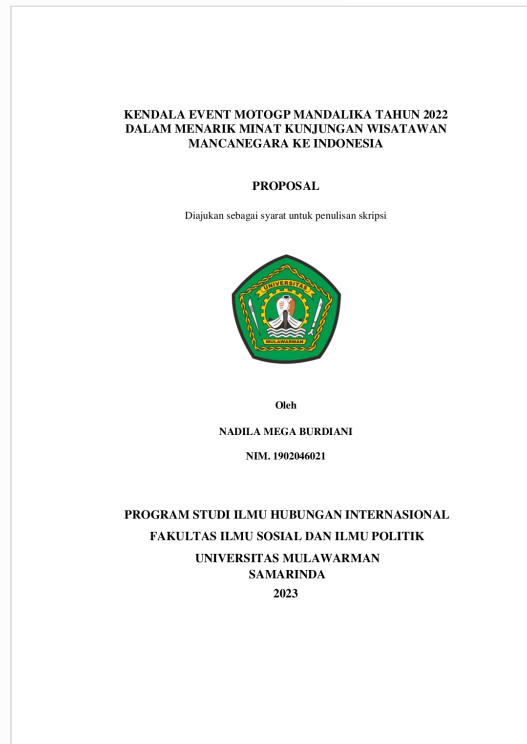 KENDALA EVENT MOTOGP MANDALIKA TAHUN 2022
DALAM MENARIK MINAT KUNJUNGAN WISATAWAN
MANCANEGARA KE INDONESIA
PROPOSAL
Diajukan sebagai syarat untuk penulisan skripsi
UNIVERSITAS
MULAWARMAN
Oleh
NADILA MEGA BURDIANI
NIM. 1902046021
PROGRAM STUDI ILMU HUBUNGAN INTERNASIONAL
FAKULTAS ILMU SOSIAL DAN ILMU POLITIK
UNIVERSITAS MULAWARMAN
SAMARINDA
2023